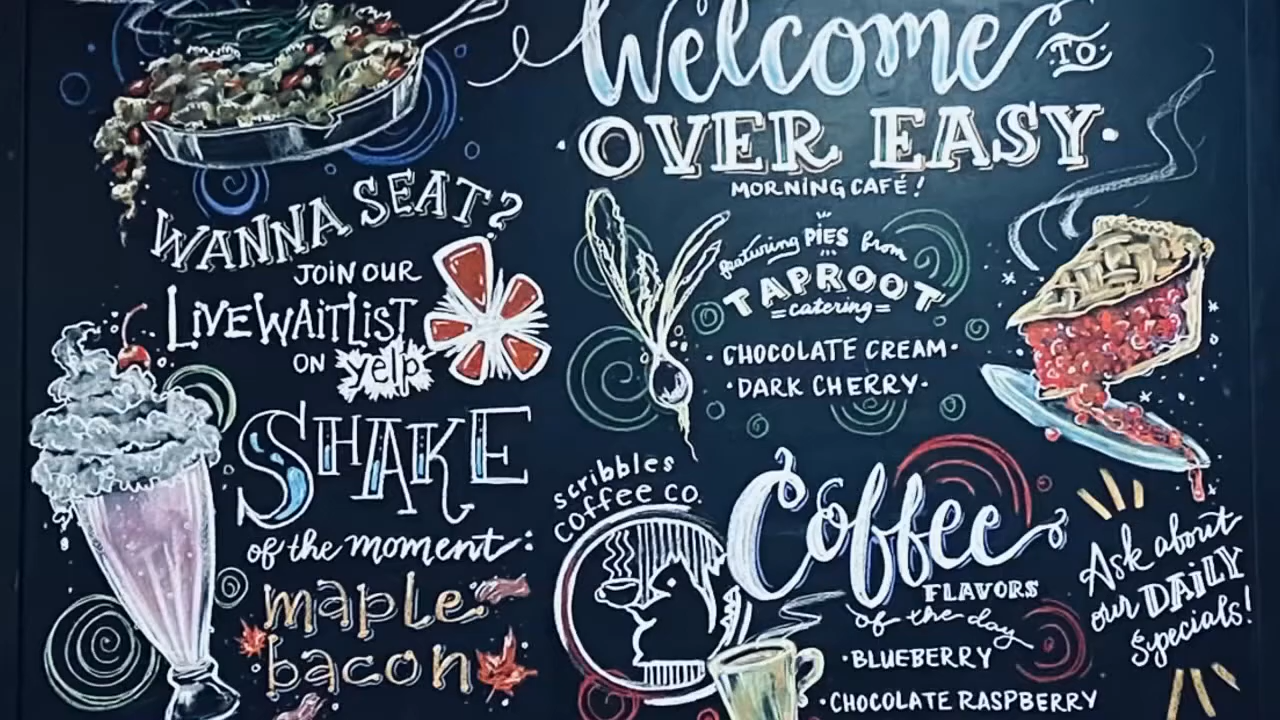 Welcome TO:
·OVER EASY·
MORNING CAFÉ!
WANNA SEAT?
JOIN OUR
LIVE WAITLIST
ON yelp
featuring PIES from
TAPROOT
=catering=
· CHOCOLATE CREAM·
·DARK CHERRY·
SHAKE
of the moment:
maple
bacon
scribbles
coffee co.
Coffee
FLAVORS
of the day
·BLUEBERRY
·CHOCOLATE RASPBERRY
Ask about
our DAILY
Specials!